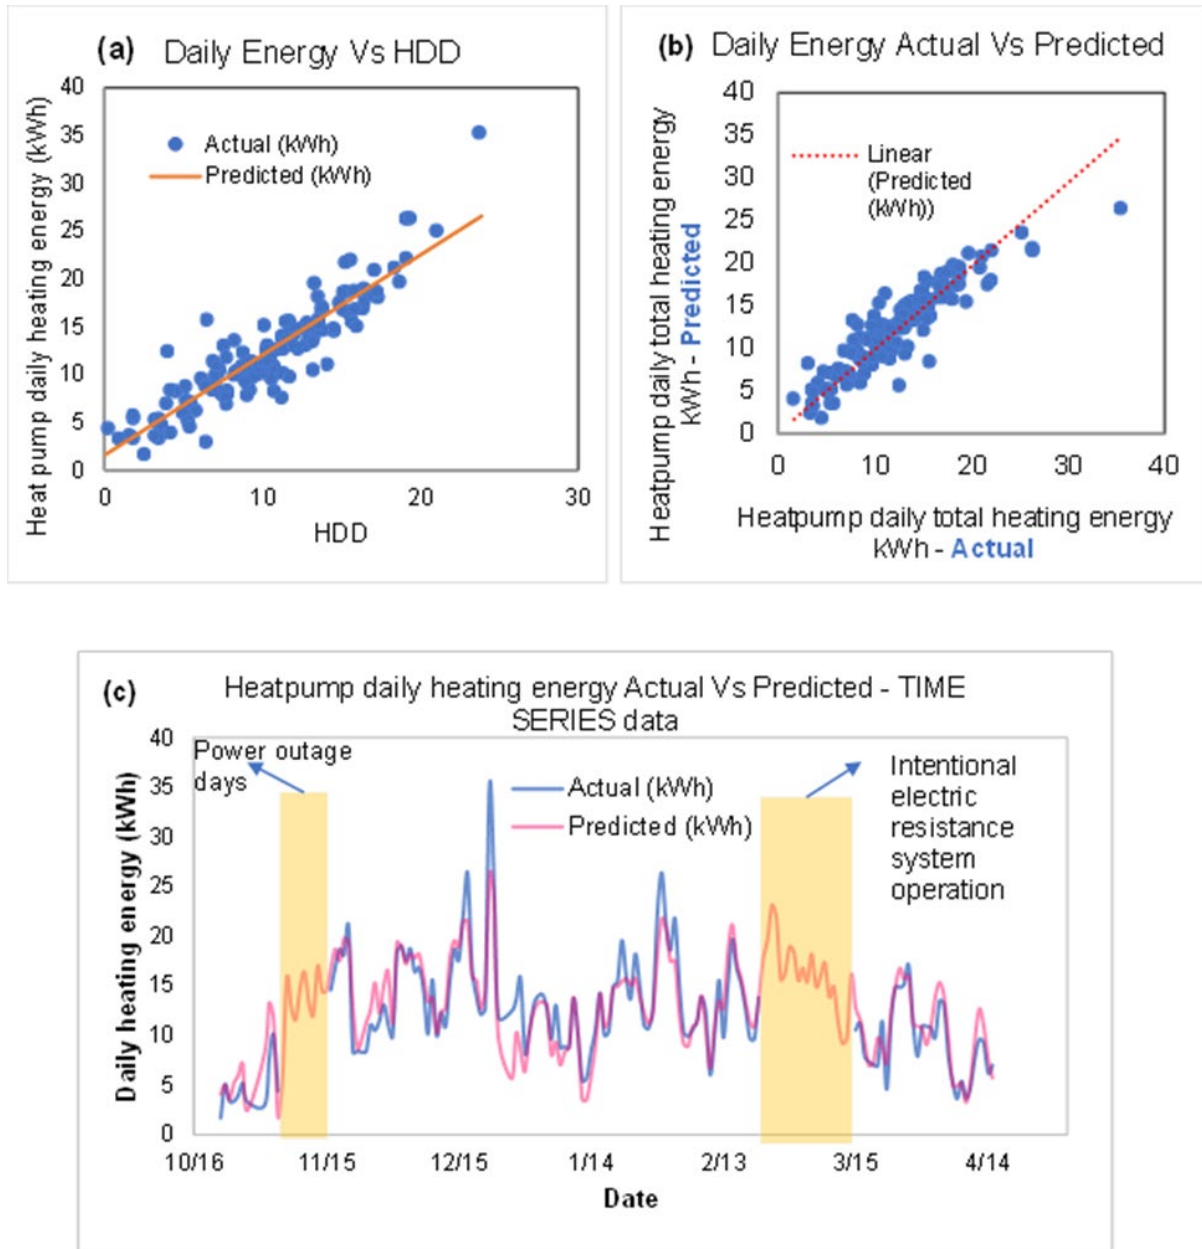 (a) Daily Energy Vs HDD
Heat pump daily heating energy (kWh)
40
35
30
25
20
15
10
5
0
Actual (kWh)
Predicted (kWh)
0 10 20 30
HDD
(b) Daily Energy Actual Vs Predicted
Heatpump daily total heating energy
kWh - Predicted
40
35
30
25
20
15
10
5
0
Linear
(Predicted
(kWh))
0 10 20 30 40
Heatpump daily total heating energy
kWh - Actual
(c) Heatpump daily heating energy Actual Vs Predicted - TIME
SERIES data
Daily heating energy (kWh)
40
35
30
25
20
15
10
5
0
Power outage
days
Actual (kWh)
Predicted (kWh)
Intentional
electric
resistance
system
operation
10/16 11/15 12/15 1/14 2/13 3/15 4/14
Date